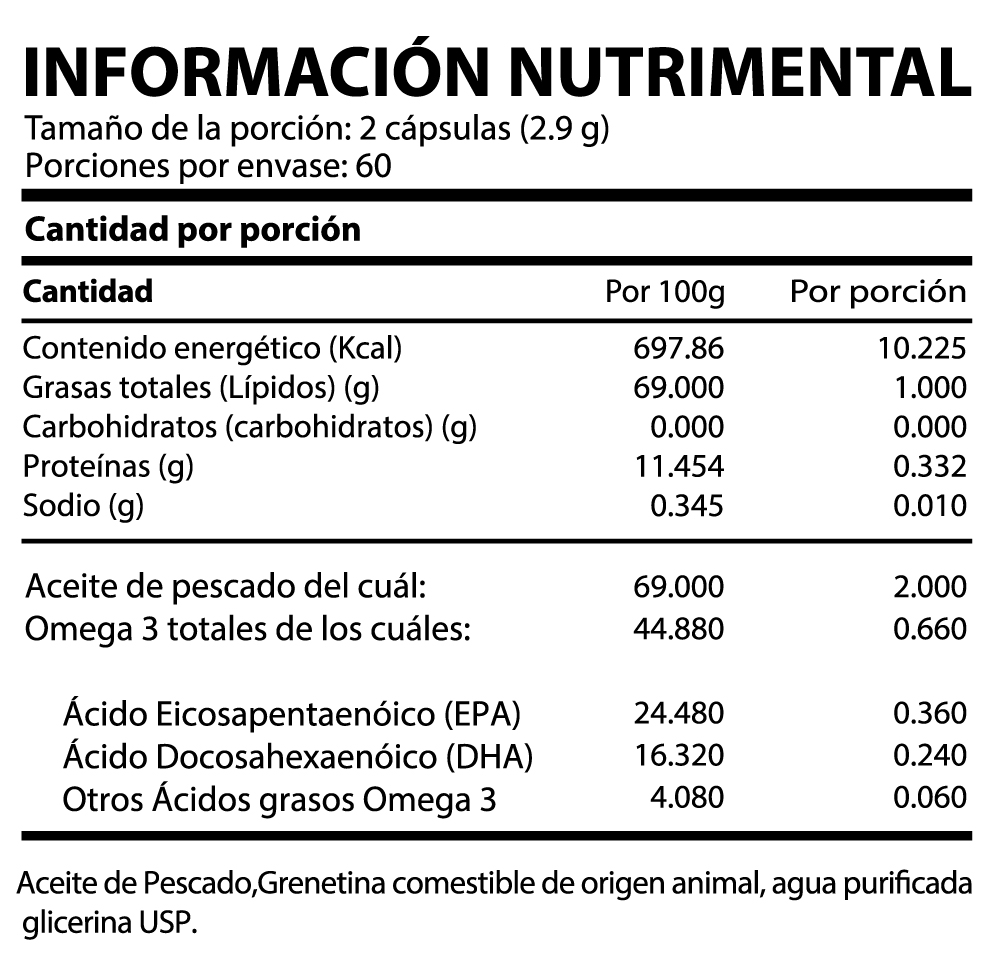 INFORMACIÓN NUTRIMENTAL
Tamaño de la porción: 2 cápsulas (2.9 g)
Porciones por envase: 60
Cantidad por porción
Cantidad Por 100g Por porción
Contenido energético (Kcal) 697.86 10.225
Grasas totales (Lípidos) (g) 69.000 1.000
Carbohidratos (carbohidratos) (g) 0.000 0.000
Proteínas (g) 11.454 0.332
Sodio (g) 0.345 0.010
Aceite de pescado del cuál: 69.000 2.000
Omega 3 totales de los cuáles: 44.880 0.660
Ácido Eicosapentaenóico (EPA) 24.480 0.360
Ácido Docosahexaenóico (DHA) 16.320 0.240
Otros Ácidos grasos Omega 3 4.080 0.060
Aceite de Pescado,Grenetina comestible de origen animal, agua purificada
glicerina USP.